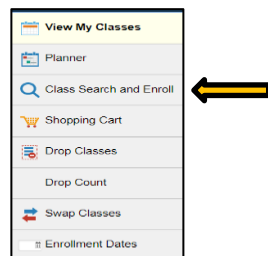 View My Classes
Planner
Class Search and Enroll
Shopping Cart
Drop Classes
Drop Count
Swap Classes
Enrollment Dates